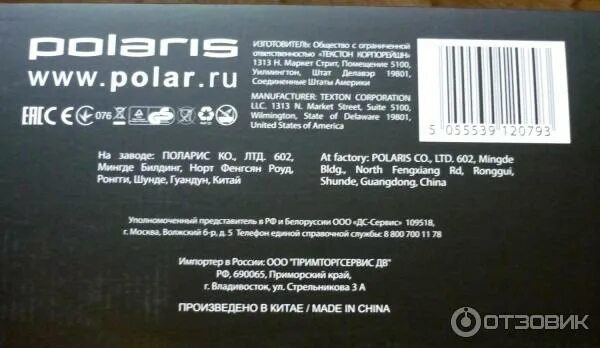 polaris
www.polar.ru
EAC CE 076 GS
ИЗГОТОВИТЕЛЬ: Общество с ограниченной
ответственностью «ТЕКСТОН КОРПОРЕЙШН»
1313 Н. Маркет Стрит, Помещение 5100,
Уилмингтон, Штат Делавэр 19801,
Соединенные Штаты Америки
MANUFACTURER: TEXTON CORPORATION
LLC. 1313 N. Market Street, Suite 5100,
Wilmington, State of Delaware 19801,
United States of America
5 055539 120793
На заводе: ПОЛАРИС КО., ЛТД. 602,
Мингде Билдинг, Норт Фенгсян Роуд,
Ронгги, Шунде, Гуандун, Китай
At factory: POLARIS CO., LTD. 602, Mingde
Bldg., North Fengxiang Rd, Ronggui,
Shunde, Guangdong, China
Уполномоченный представитель в РФ и Белоруссии ООО «ДС-Сервис» 109518,
г. Москва, Волжский б-р, д. 5 Телефон единой справочной службы: 8 800 700 11 78
Импортер в России: ООО "ПРИМТОРГСЕРВИС ДВ"
РФ, 690065, Приморский край,
г. Владивосток, ул. Стрельникова 3 А
ПРОИЗВЕДЕНО В КИТАЕ / MADE IN CHINA
ОТЗОВИК